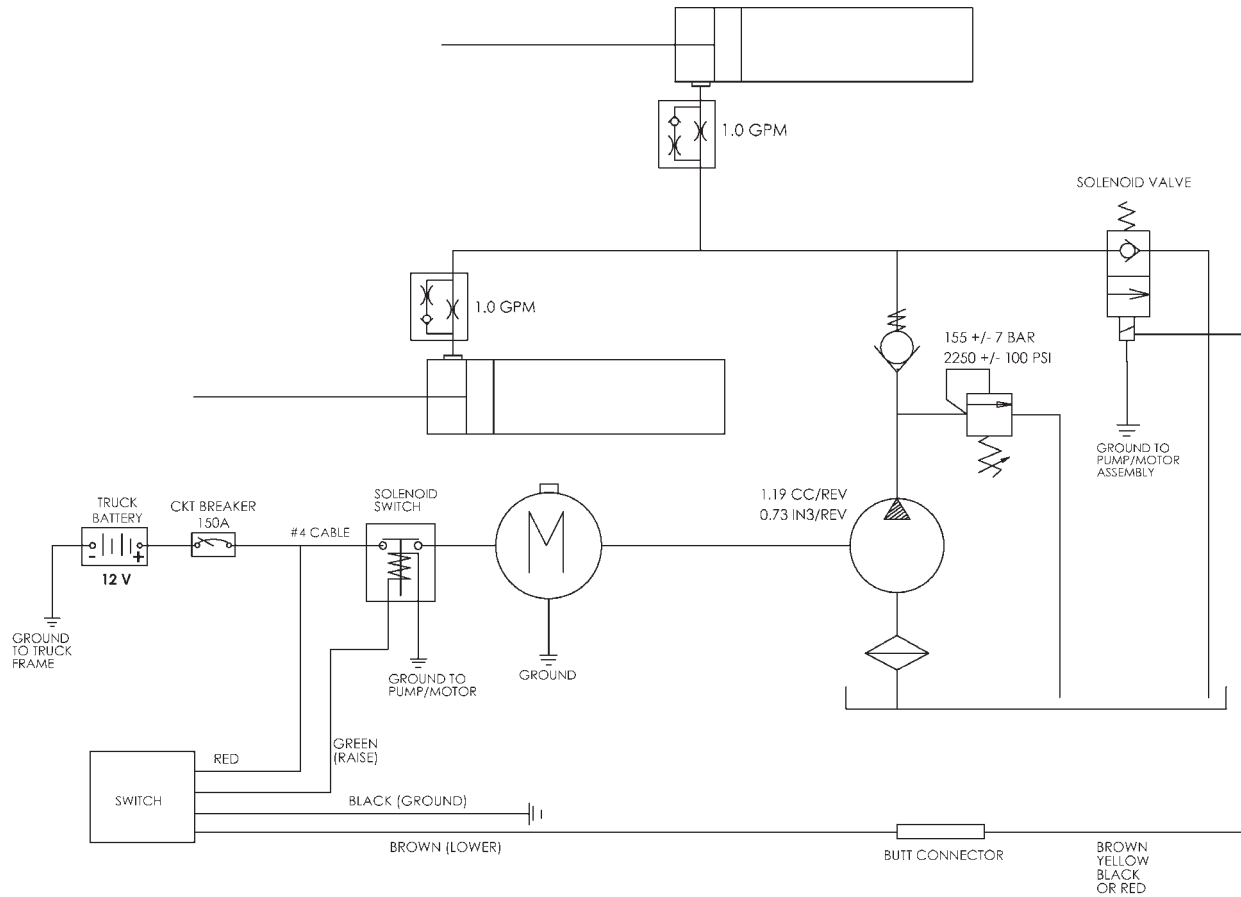 1.0 GPM
SOLENOID VALVE
1.0 GPM
155 +/- 7 BAR
2250 +/- 100 PSI
GROUND TO
PUMP/MOTOR
ASSEMBLY
1.19 CC/REV
0.73 IN3/REV
TRUCK
BATTERY
- +
12 V
CKT BREAKER
150A
#4 CABLE
SOLENOID
SWITCH
M
GROUND
TO TRUCK
FRAME
GROUND TO
PUMP/MOTOR
GROUND
RED
GREEN
(RAISE)
SWITCH
BLACK (GROUND)
BROWN (LOWER)
BUTT CONNECTOR
BROWN
YELLOW
BLACK
OR RED